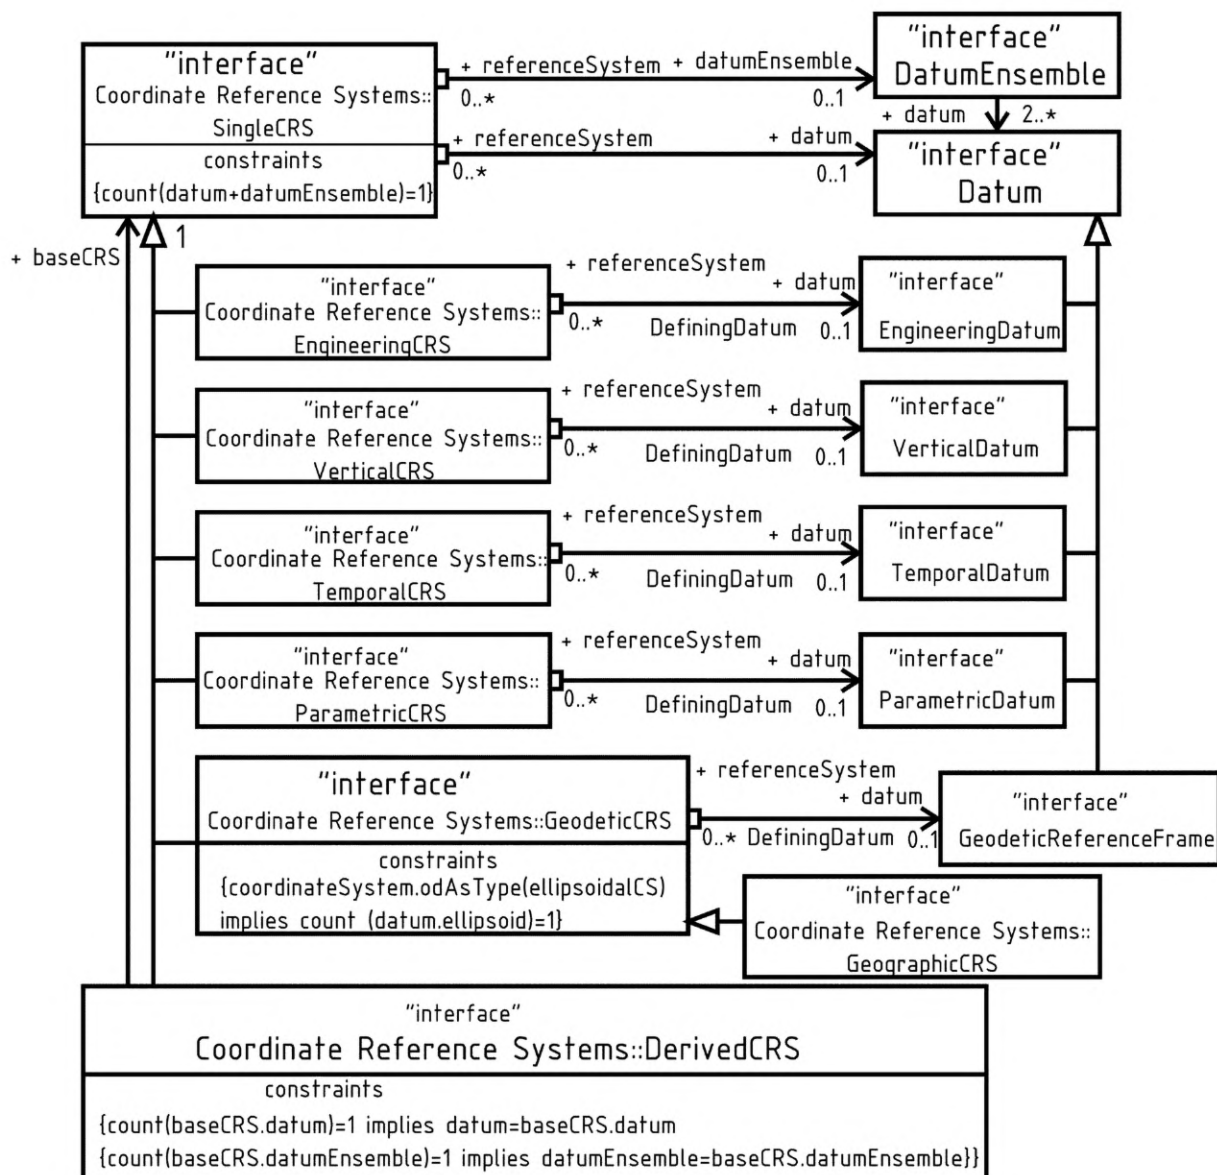 "interface"
Coordinate Reference Systems::
SingleCRS
constraints
{count(datum+datumEnsemble)=1}
+ referenceSystem
+ datumEnsemble
0..*
0..1
"interface"
DatumEnsemble
+ datum
2..*
+ referenceSystem
+ datum
0..*
0..1
"interface"
Datum
+ baseCRS
1
"interface"
Coordinate Reference Systems::
EngineeringCRS
+ referenceSystem
+ datum
0..*
DefiningDatum
0..1
"interface"
EngineeringDatum
"interface"
Coordinate Reference Systems::
VerticalCRS
+ referenceSystem
+ datum
0..*
DefiningDatum
0..1
"interface"
VerticalDatum
"interface"
Coordinate Reference Systems::
TemporalCRS
+ referenceSystem
+ datum
0..*
DefiningDatum
0..1
"interface"
TemporalDatum
"interface"
Coordinate Reference Systems::
ParametricCRS
+ referenceSystem
+ datum
0..*
DefiningDatum
0..1
"interface"
ParametricDatum
"interface"
Coordinate Reference Systems::GeodeticCRS
constraints
{coordinateSystem.odAsType(ellipsoidalCS)
implies count (datum.ellipsoid)=1}
+ referenceSystem
+ datum
0..*
DefiningDatum
0..1
"interface"
GeodeticReferenceFrame
"interface"
Coordinate Reference Systems::
GeographicCRS
"interface"
Coordinate Reference Systems::DerivedCRS
constraints
{count(baseCRS.datum)=1 implies datum=baseCRS.datum
{count(baseCRS.datumEnsemble)=1 implies datumEnsemble=baseCRS.datumEnsemble}}